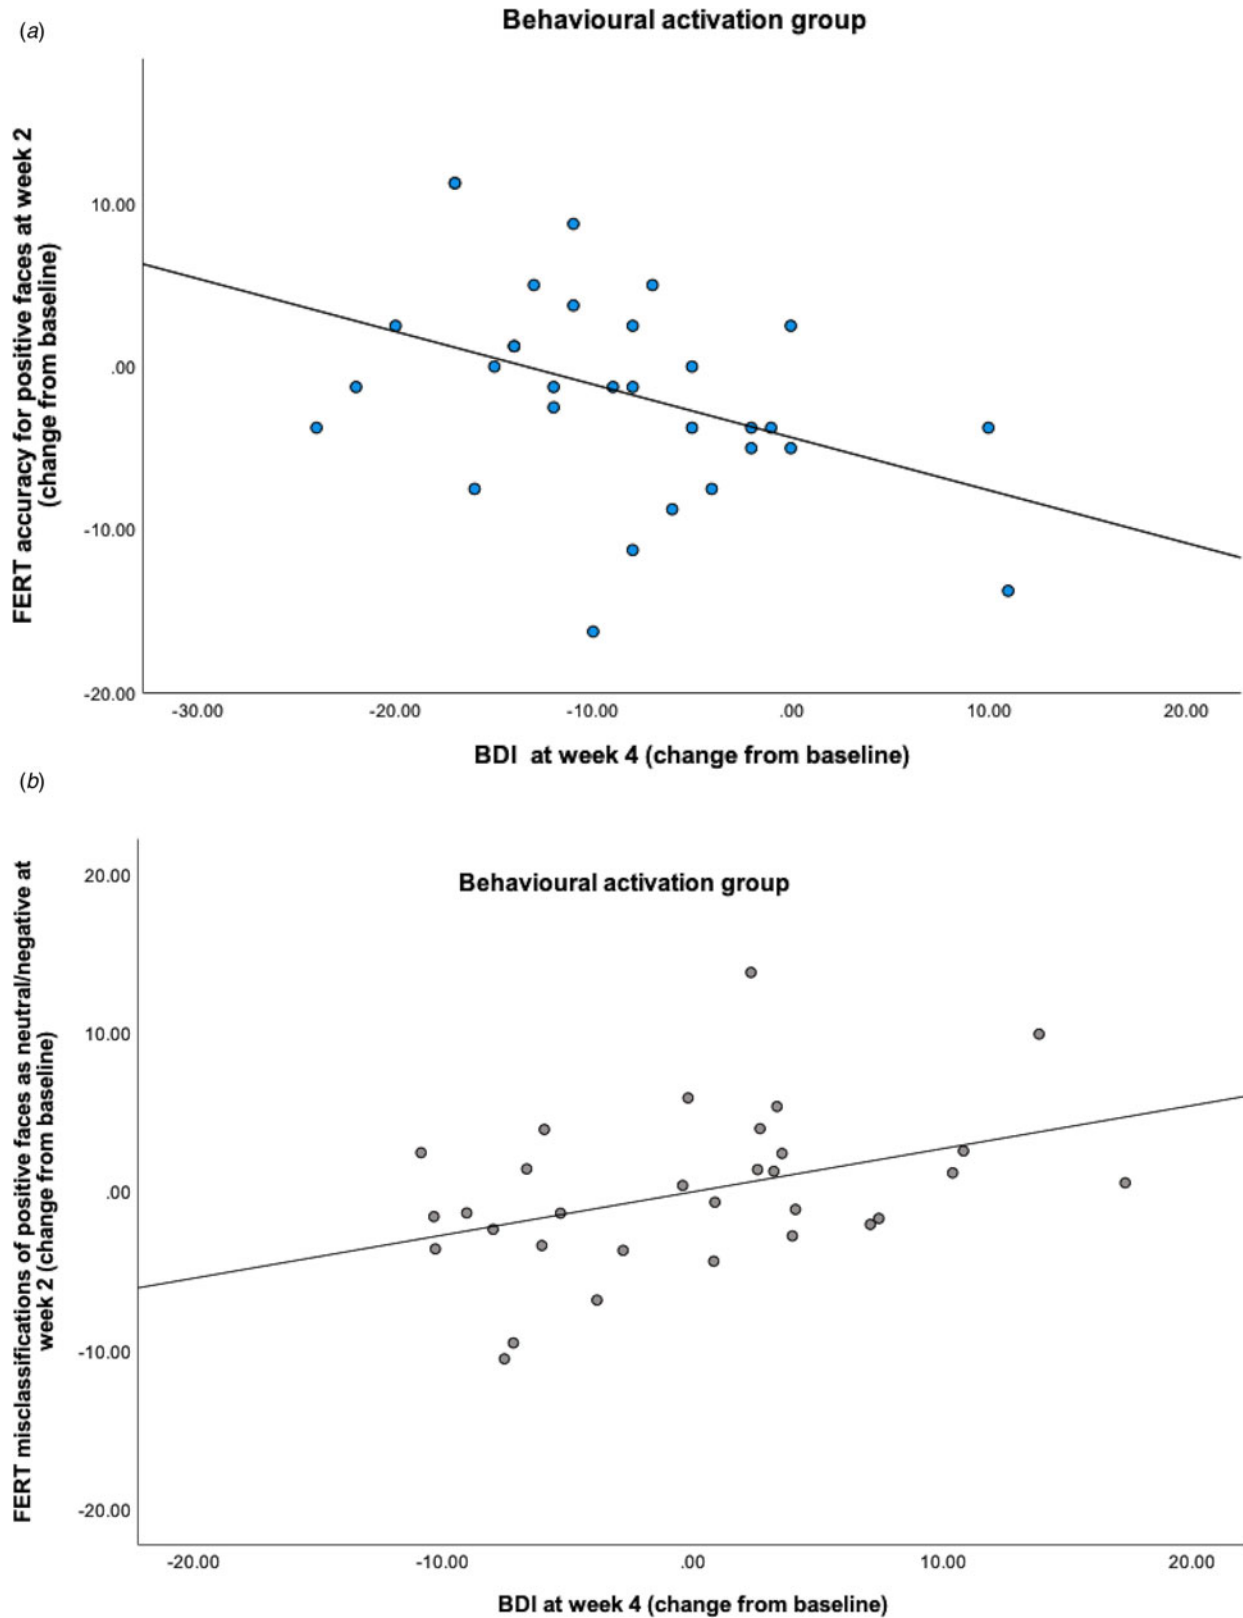 (a)
Behavioural activation group
FERT accuracy for positive faces at week 2
(change from baseline)
10.00
.00
-10.00
-20.00
-30.00 -20.00 -10.00 .00 10.00 20.00
BDI at week 4 (change from baseline)
(b)
Behavioural activation group
FERT misclassifications of positive faces as neutral/negative at
week 2 (change from baseline)
20.00
10.00
.00
-10.00
-20.00
-20.00 -10.00 .00 10.00 20.00
BDI at week 4 (change from baseline)